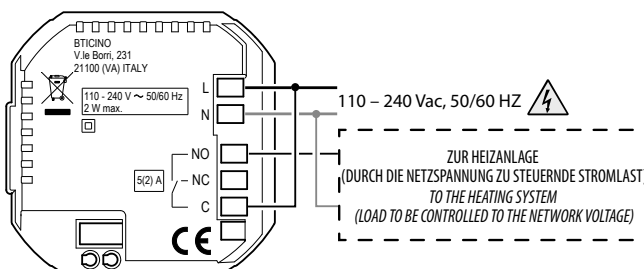 BTICINO
V.le Borri, 231
21100 (VA) ITALY
110 - 240 V ~ 50/60 Hz
2 W max.
L
N
NO
NC
C
5(2) A
CE
110 – 240 Vac, 50/60 HZ
ZUR HEIZANLAGE
(DURCH DIE NETZSPANNUNG ZU STEUERNDE STROMLAST)
TO THE HEATING SYSTEM
(LOAD TO BE CONTROLLED TO THE NETWORK VOLTAGE)